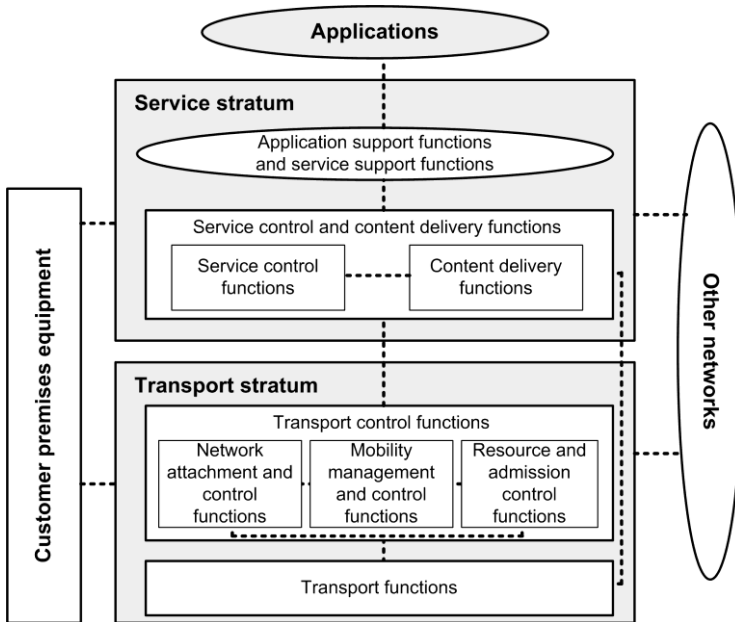 Applications
Service stratum
Application support functions
and service support functions
Service control and content delivery functions
Service control
functions
Content delivery
functions
Customer premises equipment
Other networks
Transport stratum
Transport control functions
Network
attachment and
control
functions
Mobility
management
and control
functions
Resource and
admission
control
functions
Transport functions